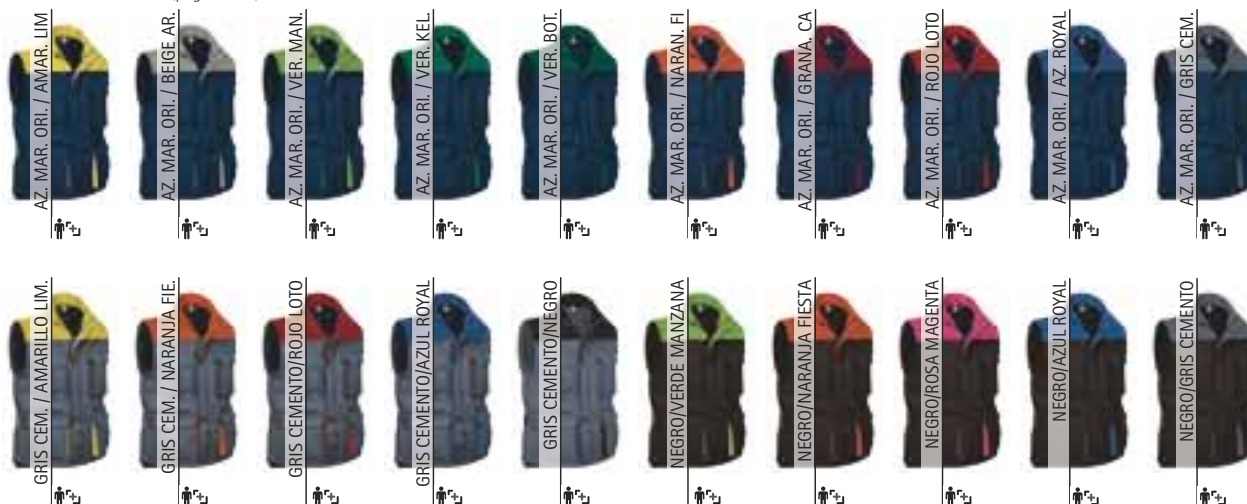 AZ. MAR. ORI. / AMAR. LIM
AZ. MAR. ORI. / BEIGE AR.
AZ. MAR. ORI. / VER. MAN.
AZ. MAR. ORI. / VER. KEL.
AZ. MAR. ORI. / VER. BOT.
AZ. MAR. ORI. / NARAN. FI
AZ. MAR. ORI. / GRANA. CA
AZ. MAR. ORI. / ROJO LOTO
AZ. MAR. ORI. / AZ. ROYAL
AZ. MAR. ORI. / GRIS CEM.
GRIS CEM. / AMARILLO LIM.
GRIS CEM. / NARANJA FIE.
GRIS CEMENTO/ROJO LOTO
GRIS CEMENTO/AZUL ROYAL
GRIS CEMENTO/NEGRO
NEGRO/VERDE MANZANA
NEGRO/NARANJA FIESTA
NEGRO/ROSA MAGENTA
NEGRO/AZUL ROYAL
NEGRO/GRIS CEMENTO